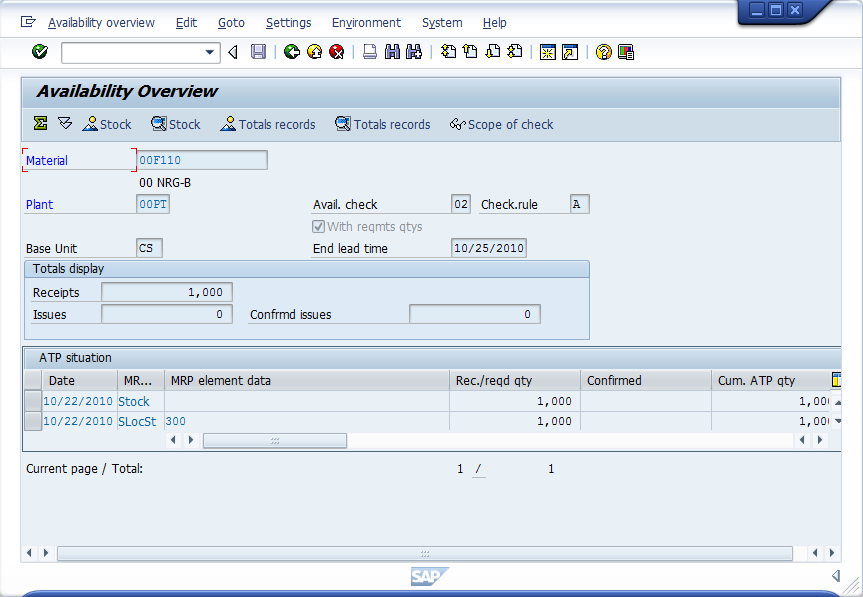 Availability overview Edit Goto Settings Environment System Help
Availability Overview
Stock Stock Totals records Totals records Scope of check
Material 00F110
00 NRG-B
Plant 00PT Avail. check 02 Check.rule A
With reqmts qtys
Base Unit CS End lead time 10/25/2010
Totals display
Receipts 1,000
Issues 0 Confrmd issues 0
ATP situation
Date MR... MRP element data Rec./reqd qty Confirmed Cum. ATP qty
10/22/2010 Stock 1,000 1,000
10/22/2010 SLocSt 300 1,000 1,000
Current page / Total: 1 / 1
SAP